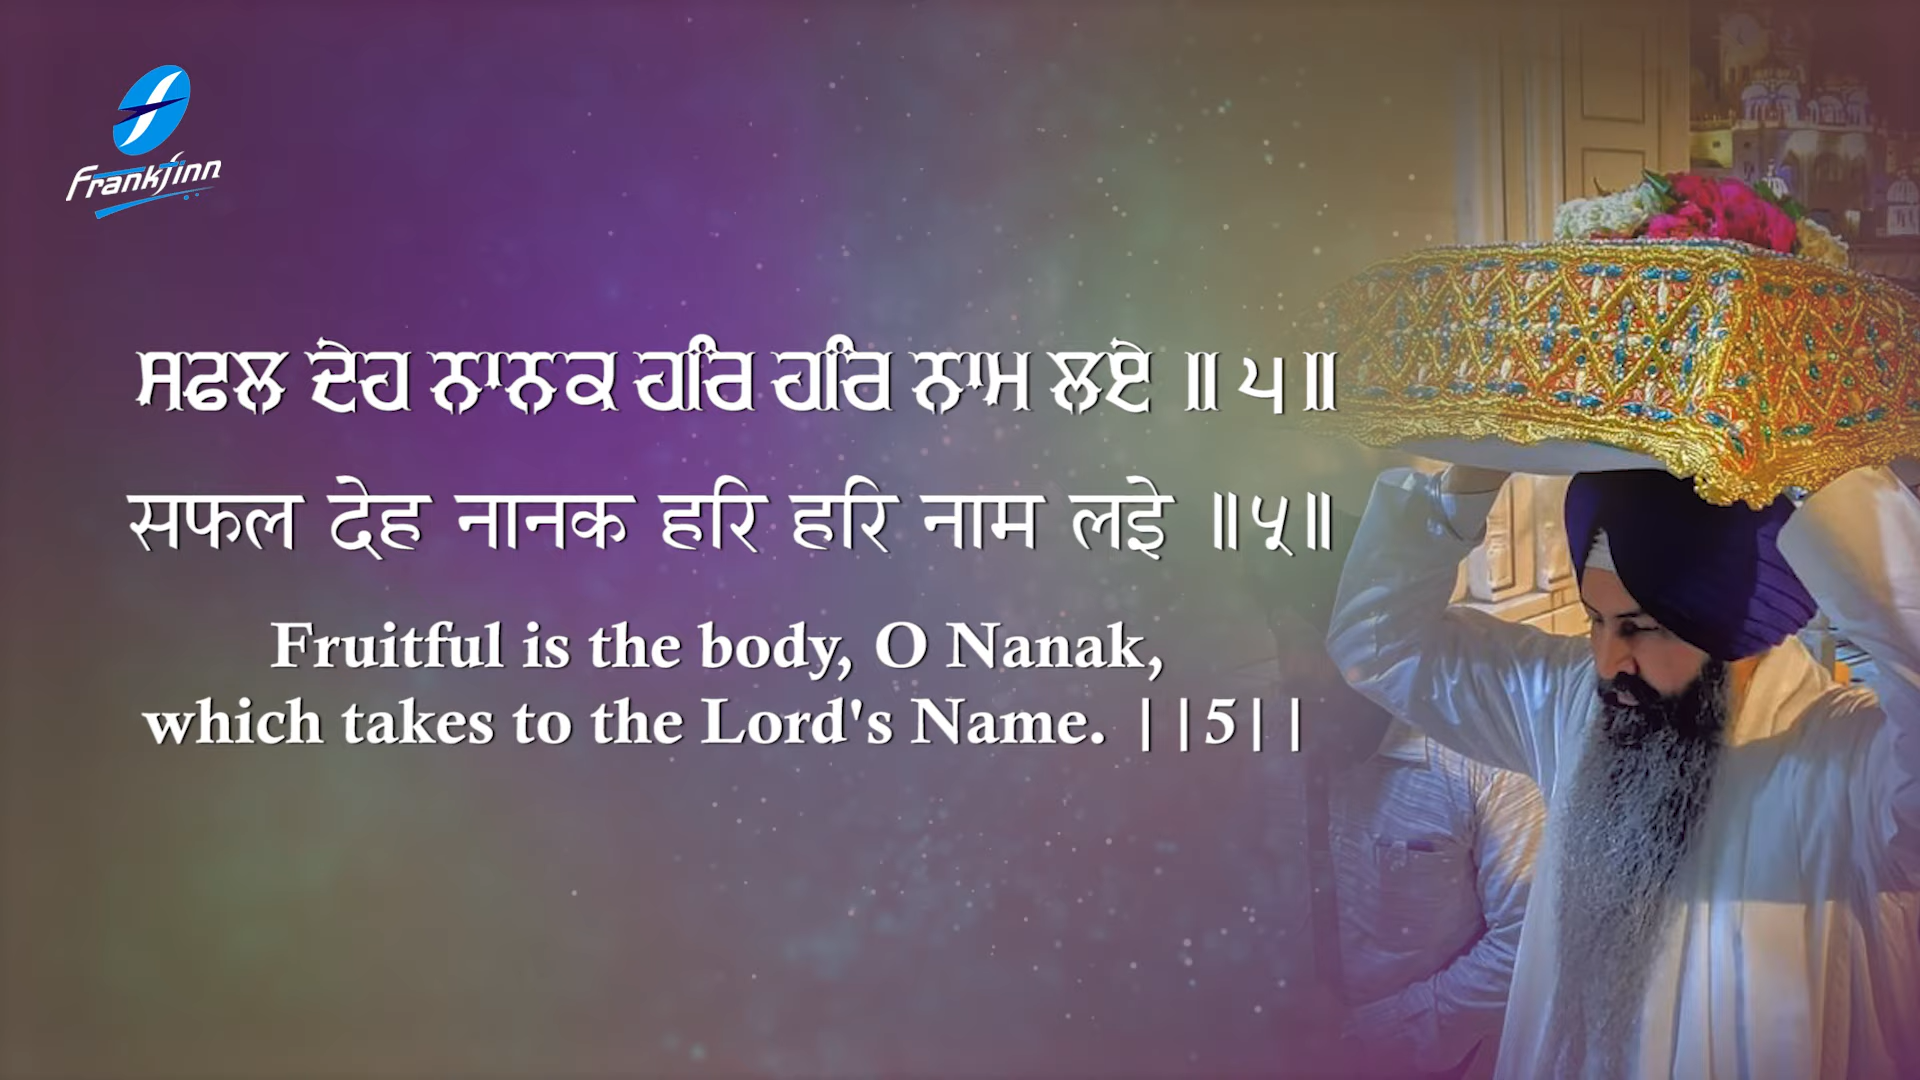 Frankfinn
ਸਫਲ ਦੇਹ ਨਾਨਕ ਹਰਿ ਹਰਿ ਨਾਮ ਲਏ ॥੫॥
सफल देह नानक हरि हरि नाम लइे ॥५॥
Fruitful is the body, O Nanak,
which takes to the Lord's Name. ||5||